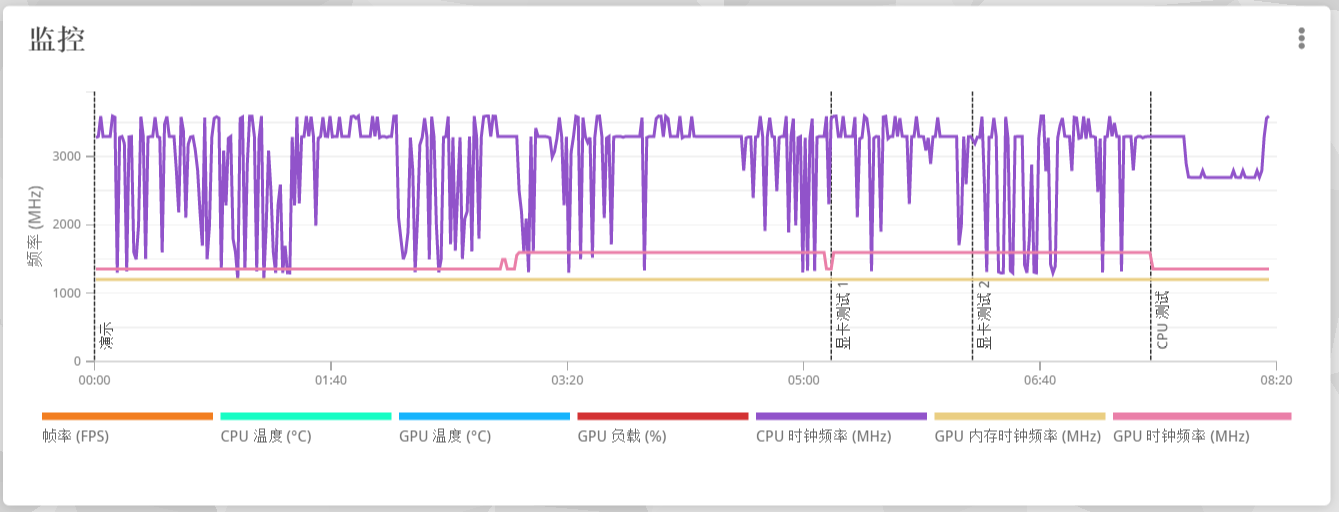 监控
频率 (MHz)
3000
2000
1000
0
演示
显卡测试 1
显卡测试 2
CPU 测试
00:00 01:40 03:20 05:00 06:40 08:20
帧率 (FPS) CPU 温度 (°C) GPU 温度 (°C) GPU 负载 (%) CPU 时钟频率 (MHz) GPU 内存时钟频率 (MHz) GPU 时钟频率 (MHz)